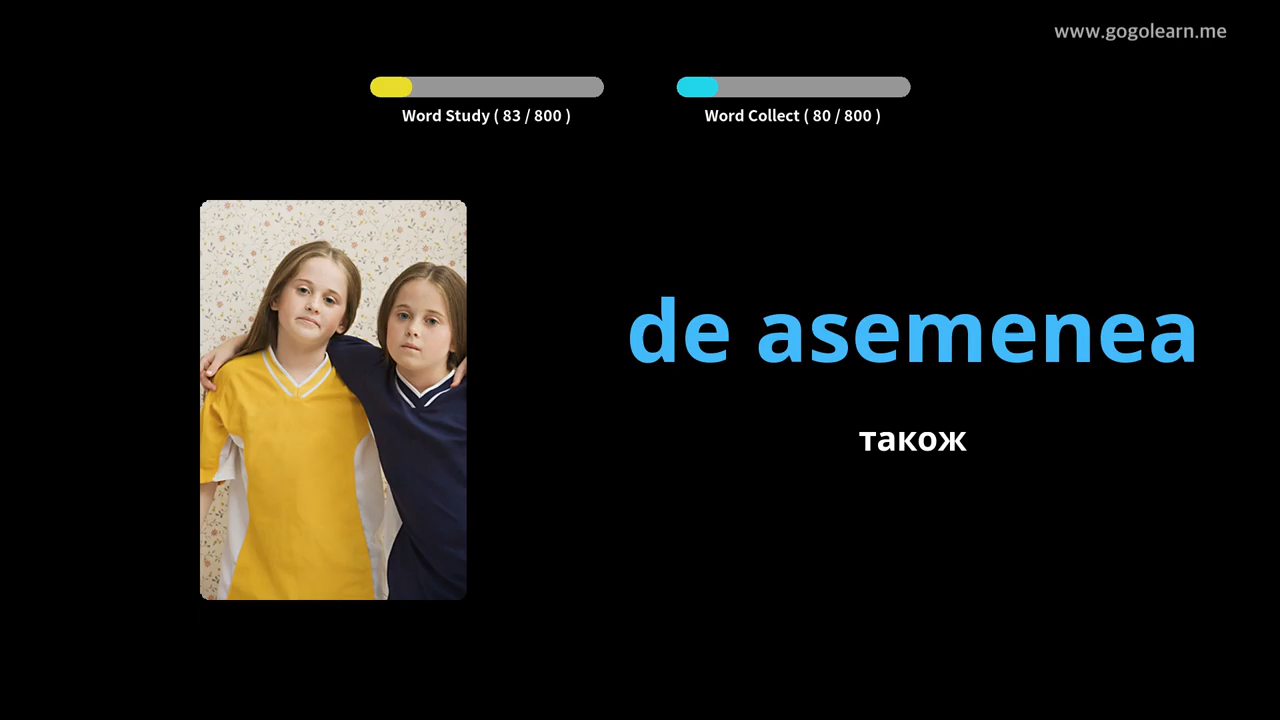 www.gogolearn.me
Word Study ( 83 / 800 )
Word Collect ( 80 / 800 )
de asemenea
також